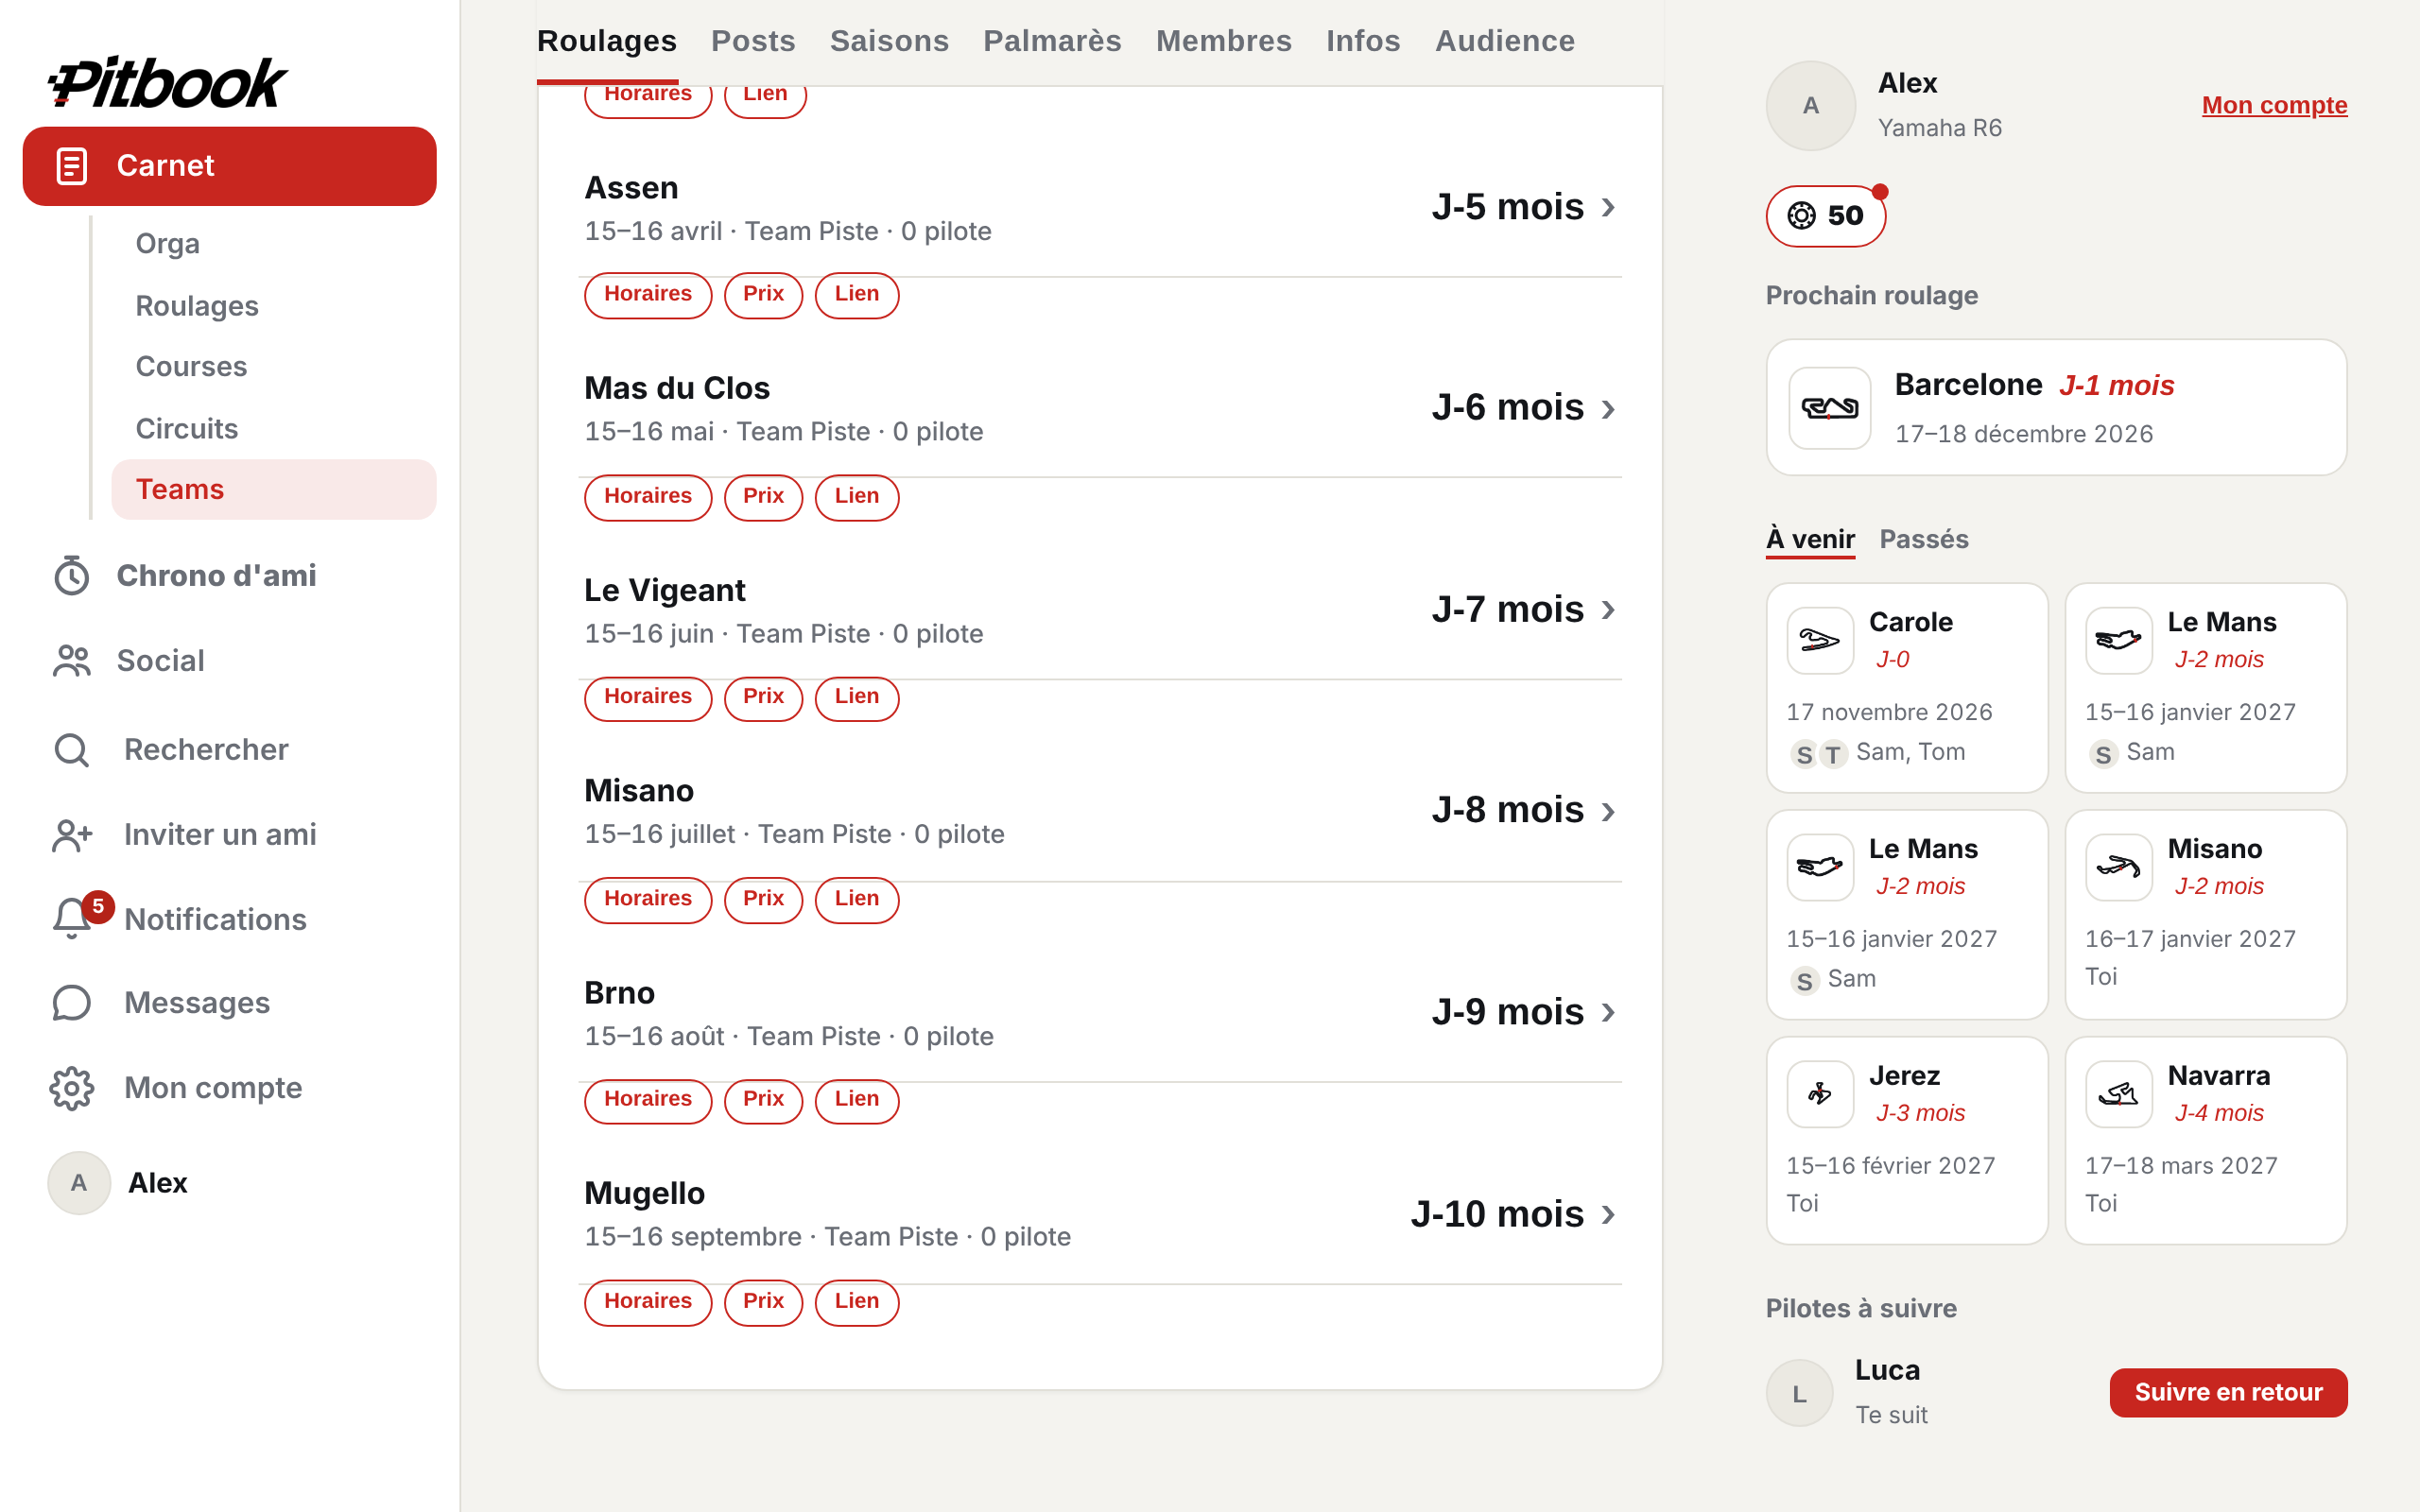 Pitbook
Carnet
Orga
Roulages
Courses
Circuits
Teams
Chrono d'ami
Social
Rechercher
Inviter un ami
5
Notifications
Messages
Mon compte
A
Alex
Roulages Posts Saisons Palmarès Membres Infos Audience
Horaires Lien
Assen
15–16 avril · Team Piste · 0 pilote
J-5 mois ›
Horaires Prix Lien
Mas du Clos
15–16 mai · Team Piste · 0 pilote
J-6 mois ›
Horaires Prix Lien
Le Vigeant
15–16 juin · Team Piste · 0 pilote
J-7 mois ›
Horaires Prix Lien
Misano
15–16 juillet · Team Piste · 0 pilote
J-8 mois ›
Horaires Prix Lien
Brno
15–16 août · Team Piste · 0 pilote
J-9 mois ›
Horaires Prix Lien
Mugello
15–16 septembre · Team Piste · 0 pilote
J-10 mois ›
Horaires Prix Lien
A
Alex
Yamaha R6
Mon compte
50
Prochain roulage
Barcelone J-1 mois
17–18 décembre 2026
À venir Passés
Carole
J-0
17 novembre 2026
S T Sam, Tom
Le Mans
J-2 mois
15–16 janvier 2027
S Sam
Le Mans
J-2 mois
15–16 janvier 2027
S Sam
Misano
J-2 mois
16–17 janvier 2027
Toi
Jerez
J-3 mois
15–16 février 2027
Toi
Navarra
J-4 mois
17–18 mars 2027
Toi
Pilotes à suivre
L
Luca
Te suit
Suivre en retour